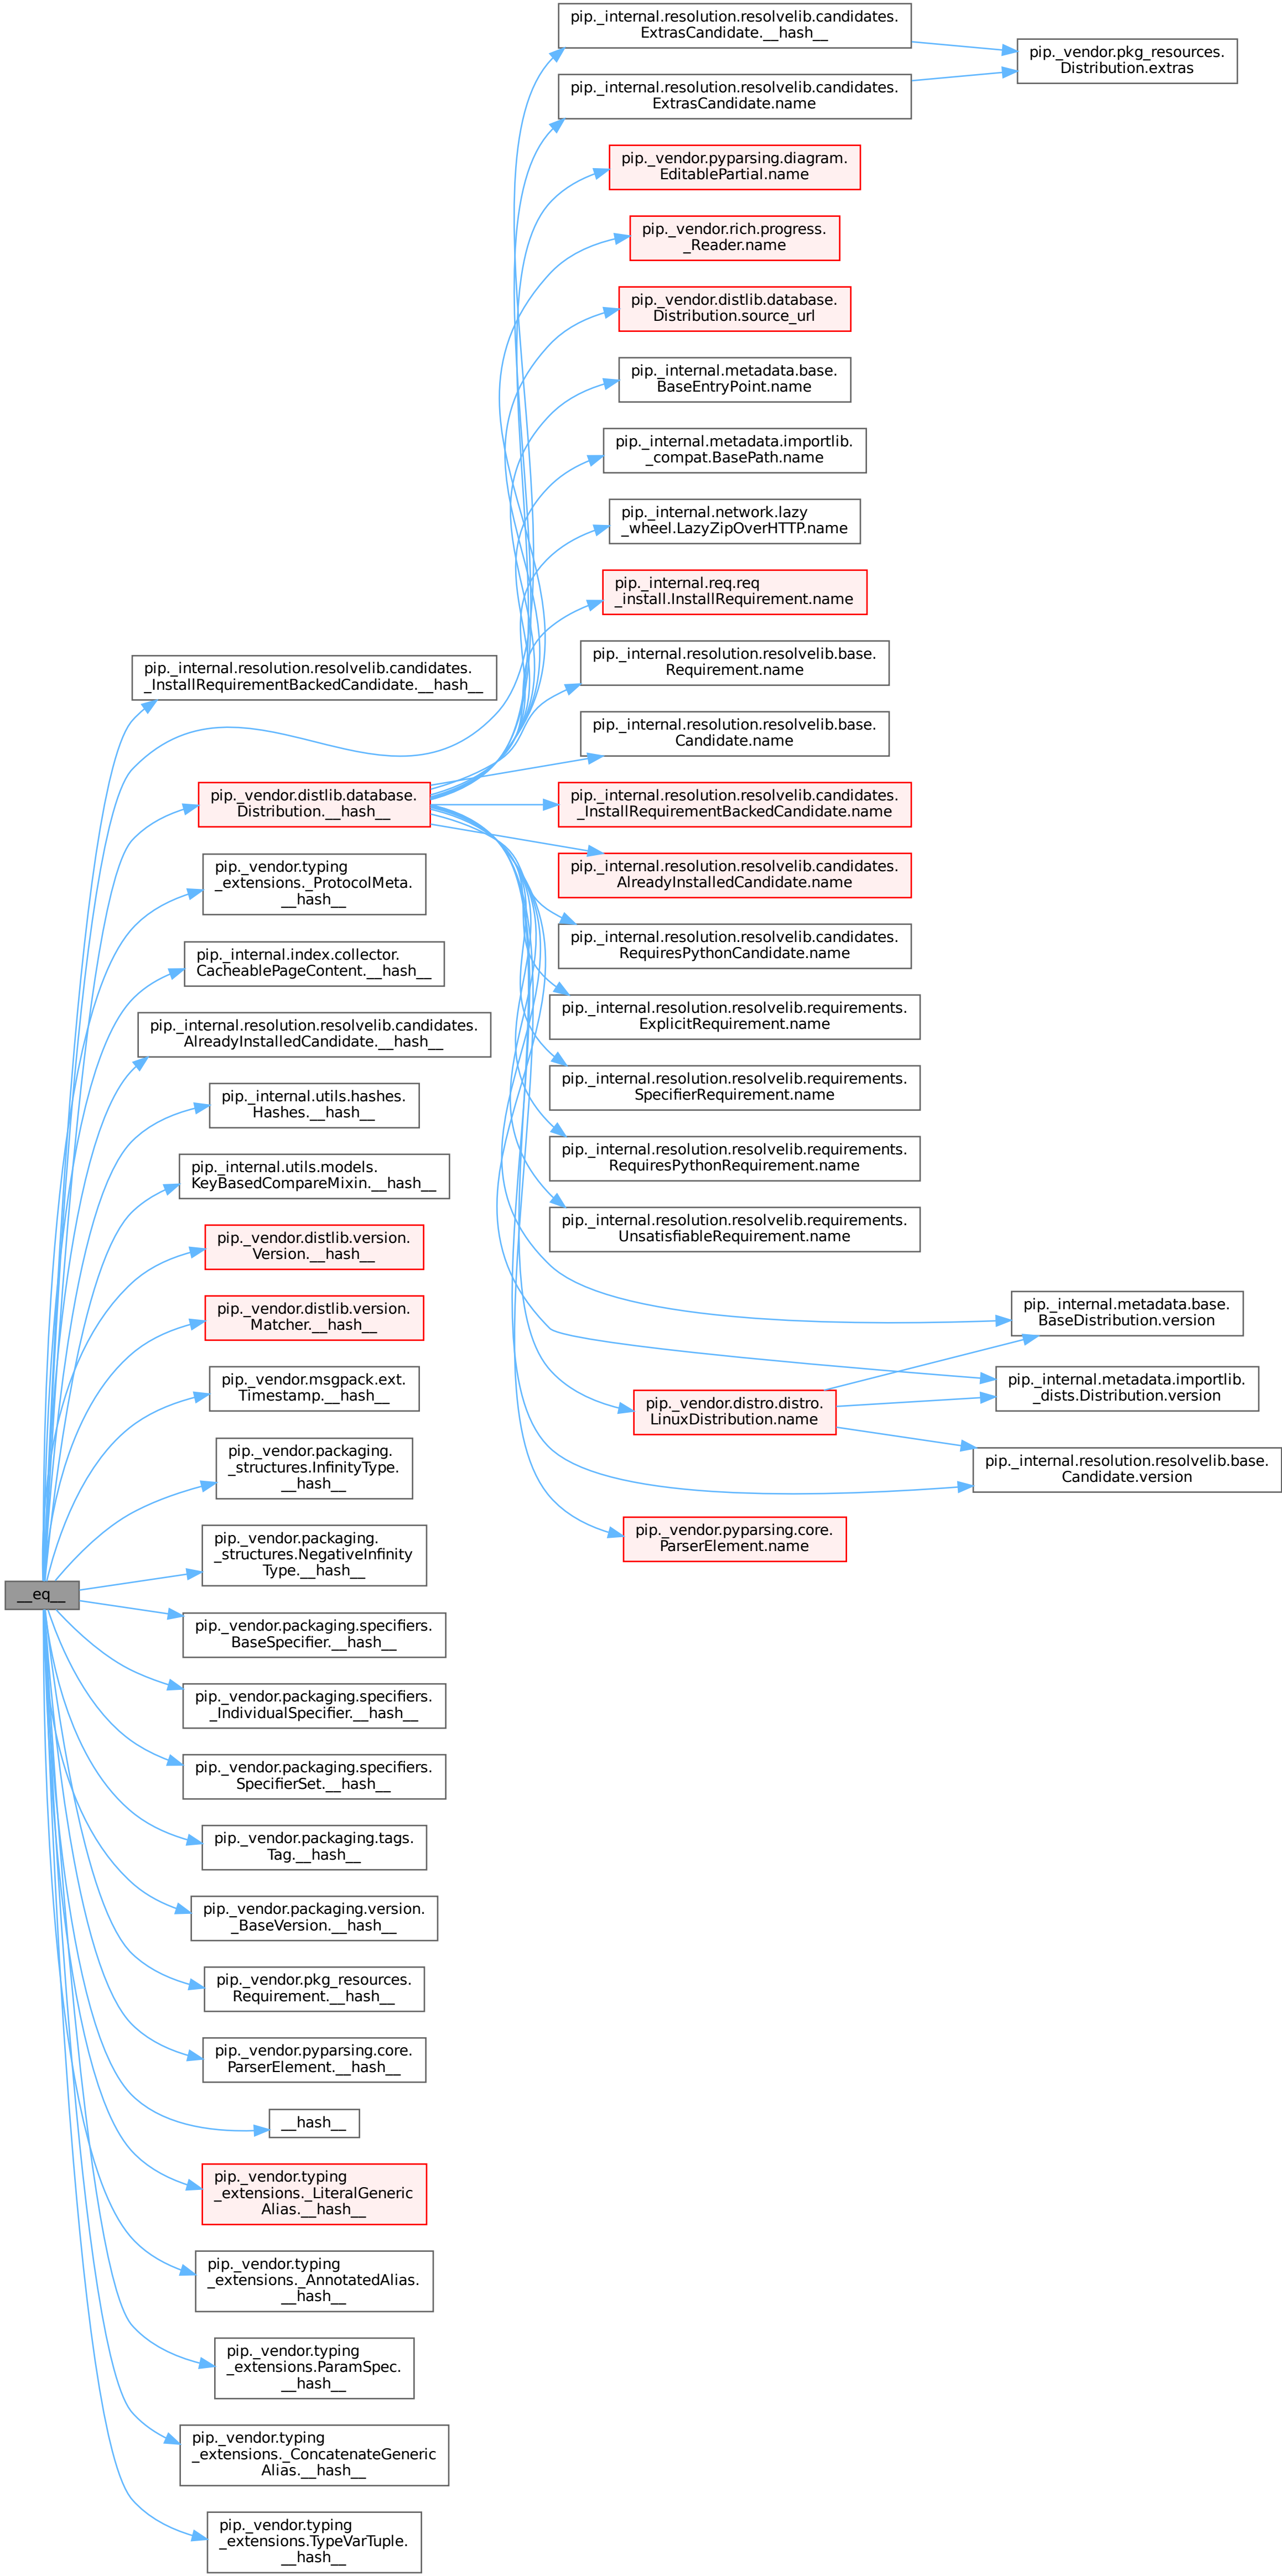 pip._internal.resolution.resolvelib.candidates.
ExtrasCandidate.__hash__
pip._vendor.pkg_resources.
Distribution.extras
pip._internal.resolution.resolvelib.candidates.
ExtrasCandidate.name
pip._vendor.pyparsing.diagram.
EditablePartial.name
pip._vendor.rich.progress.
_Reader.name
pip._vendor.distlib.database.
Distribution.source_url
pip._internal.metadata.base.
BaseEntryPoint.name
pip._internal.metadata.importlib.
_compat.BasePath.name
pip._internal.network.lazy
_wheel.LazyZipOverHTTP.name
pip._internal.req.req
_install.InstallRequirement.name
pip._internal.resolution.resolvelib.base.
Requirement.name
pip._internal.resolution.resolvelib.candidates.
_InstallRequirementBackedCandidate.__hash__
pip._internal.resolution.resolvelib.base.
Candidate.name
pip._vendor.distlib.database.
Distribution.__hash__
pip._internal.resolution.resolvelib.candidates.
_InstallRequirementBackedCandidate.name
pip._vendor.typing
_extensions._ProtocolMeta.
__hash__
pip._internal.resolution.resolvelib.candidates.
AlreadyInstalledCandidate.name
pip._internal.index.collector.
CacheablePageContent.__hash__
pip._internal.resolution.resolvelib.candidates.
RequiresPythonCandidate.name
pip._internal.resolution.resolvelib.candidates.
AlreadyInstalledCandidate.__hash__
pip._internal.resolution.resolvelib.requirements.
ExplicitRequirement.name
pip._internal.utils.hashes.
Hashes.__hash__
pip._internal.resolution.resolvelib.requirements.
SpecifierRequirement.name
pip._internal.utils.models.
KeyBasedCompareMixin.__hash__
pip._internal.resolution.resolvelib.requirements.
RequiresPythonRequirement.name
pip._vendor.distlib.version.
Version.__hash__
pip._internal.resolution.resolvelib.requirements.
UnsatisfiableRequirement.name
pip._vendor.distlib.version.
Matcher.__hash__
pip._internal.metadata.base.
BaseDistribution.version
pip._vendor.msgpack.ext.
Timestamp.__hash__
pip._vendor.distro.distro.
LinuxDistribution.name
pip._internal.metadata.importlib.
_dists.Distribution.version
pip._vendor.packaging.
_structures.InfinityType.
__hash__
pip._internal.resolution.resolvelib.base.
Candidate.version
pip._vendor.packaging.
_structures.NegativeInfinity
Type.__hash__
pip._vendor.pyparsing.core.
ParserElement.name
__eq__
pip._vendor.packaging.specifiers.
BaseSpecifier.__hash__
pip._vendor.packaging.specifiers.
_IndividualSpecifier.__hash__
pip._vendor.packaging.specifiers.
SpecifierSet.__hash__
pip._vendor.packaging.tags.
Tag.__hash__
pip._vendor.packaging.version.
_BaseVersion.__hash__
pip._vendor.pkg_resources.
Requirement.__hash__
pip._vendor.pyparsing.core.
ParserElement.__hash__
__hash__
pip._vendor.typing
_extensions._LiteralGeneric
Alias.__hash__
pip._vendor.typing
_extensions._AnnotatedAlias.
__hash__
pip._vendor.typing
_extensions.ParamSpec.
__hash__
pip._vendor.typing
_extensions._ConcatenateGeneric
Alias.__hash__
pip._vendor.typing
_extensions.TypeVarTuple.
__hash__